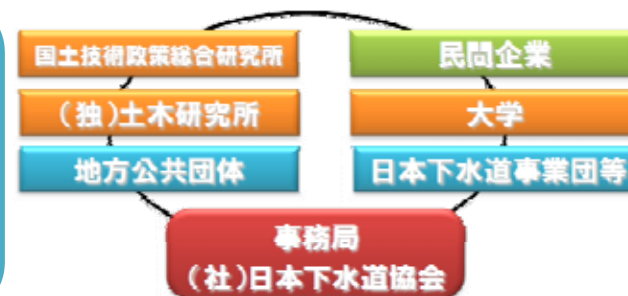 国土技術政策総合研究所
民間企業
（独）土木研究所
大学
地方公共団体
日本下水道事業団等
事務局
（社）日本下水道協会